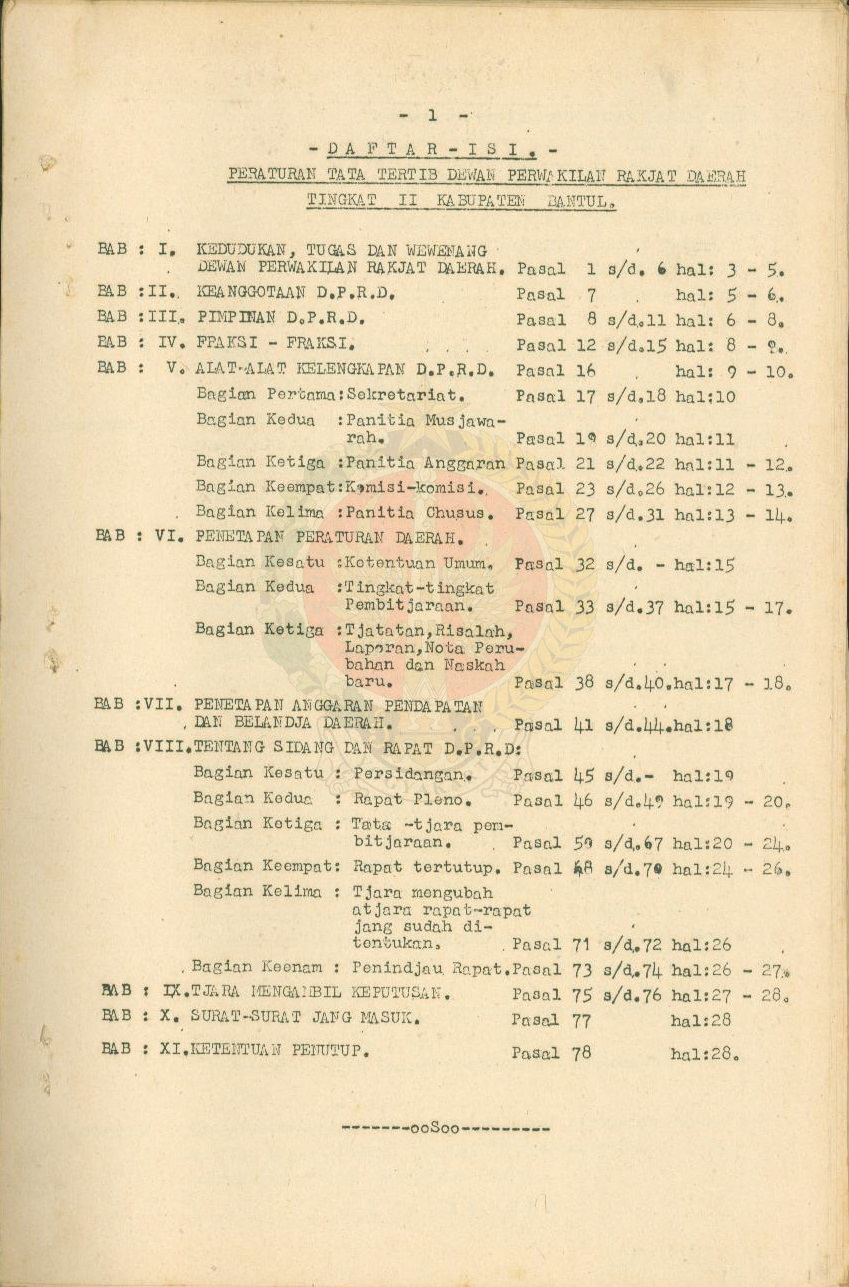 - 1 -
- D A F T A R - I S I. -
PERATURAN TATA TERTIB DEWAN PERWAKILAN RAKJAT DAERAH
TINGKAT II KABUPATEN BANTUL.
BAB : I. KEDUDUKAN, TUGAS DAN WEWENANG
DEWAN PERWAKILAN RAKJAT DAERAH. Pasal 1 s/d. 6 hal: 3 - 5.
BAB :II. KEANGGOTAAN D.P.R.D. Pasal 7 hal: 5 - 6.
BAB :III. PIMPINAN D.P.R.D. Pasal 8 s/d.11 hal: 6 - 8.
BAB : IV. FRAKSI - FRAKSI. Pasal 12 s/d.15 hal: 8 - 9.
BAB : V. ALAT-ALAT KELENGKAPAN D.P.R.D. Pasal 16 hal: 9 - 10.
Bagian Pertama:Sekretariat. Pasal 17 s/d.18 hal:10
Bagian Kedua :Panitia Musjawa-
rah. Pasal 19 s/d.20 hal:11
Bagian Ketiga :Panitia Anggaran Pasal 21 s/d.22 hal:11 - 12.
Bagian Keempat:Komisi-komisi. Pasal 23 s/d.26 hal:12 - 13.
Bagian Kelima :Panitia Chusus. Pasal 27 s/d.31 hal:13 - 14.
BAB : VI. PENETAPAN PERATURAN DAERAH.
Bagian Kesatu :Ketentuan Umum. Pasal 32 s/d. - hal:15
Bagian Kedua :Tingkat-tingkat
Pembitjaraan. Pasal 33 s/d.37 hal:15 - 17.
Bagian Ketiga :Tjatatan,Risalah,
Laporan,Nota Peru-
bahan dan Naskah
baru. Pasal 38 s/d.40.hal:17 - 18.
BAB :VII. PENETAPAN ANGGARAN PENDAPATAN
DAN BELANDJA DAERAH. Pasal 41 s/d.44.hal:18
BAB :VIII.TENTANG SIDANG DAN RAPAT D.P.R.D:
Bagian Kesatu : Persidangan. Pasal 45 s/d.- hal:19
Bagian Kedua : Rapat Pleno. Pasal 46 s/d.49 hal:19 - 20.
Bagian Ketiga : Tata -tjara pem-
bitjaraan. Pasal 50 s/d.67 hal:20 - 24.
Bagian Keempat: Rapat tertutup. Pasal 68 s/d.70 hal:24 - 26.
Bagian Kelima : Tjara mengubah
atjara rapat-rapat
jang sudah di-
tentukan. Pasal 71 s/d.72 hal:26
Bagian Keenam : Penindjau Rapat.Pasal 73 s/d.74 hal:26 - 27.
BAB : IX.TJARA MENGAMBIL KEPUTUSAN. Pasal 75 s/d.76 hal:27 - 28.
BAB : X. SURAT-SURAT JANG MASUK. Pasal 77 hal:28
BAB : XI.KETENTUAN PENUTUP. Pasal 78 hal:28.
-------ooSoo---------